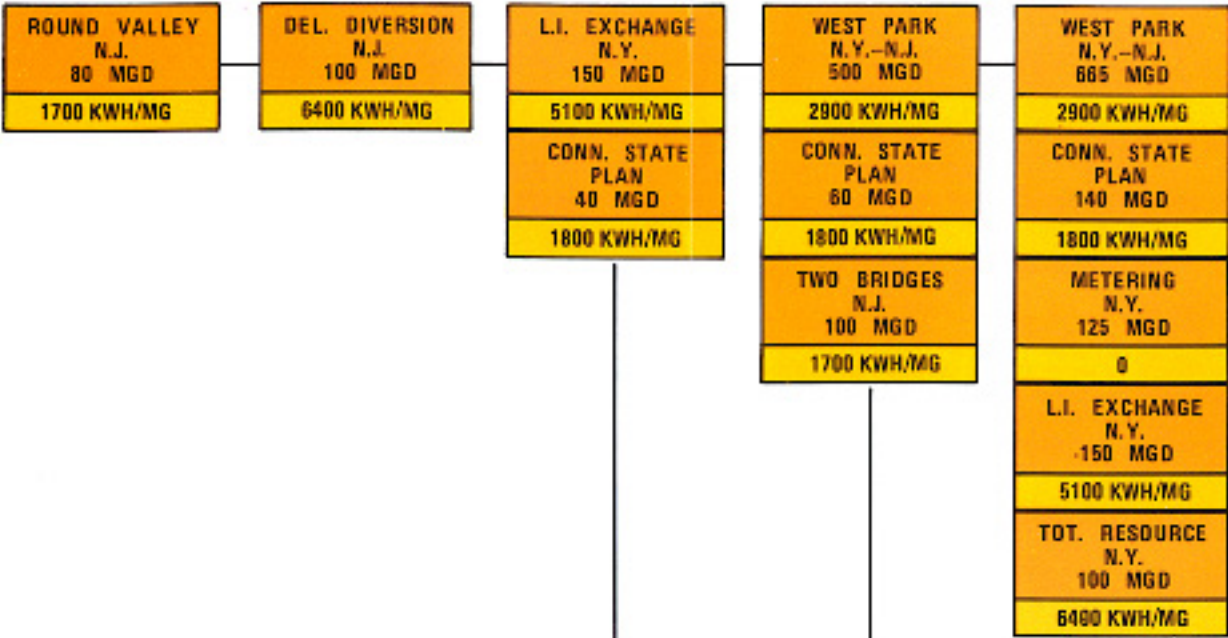 ROUND VALLEY
N.J.
80 MGD
1700 KWH/MG
DEL. DIVERSION
N.J.
100 MGD
6400 KWH/MG
L.I. EXCHANGE
N.Y.
150 MGD
5100 KWH/MG
CONN. STATE
PLAN
40 MGD
1800 KWH/MG
WEST PARK
N.Y.–N.J.
500 MGD
2900 KWH/MG
CONN. STATE
PLAN
60 MGD
1800 KWH/MG
TWO BRIDGES
N.J.
100 MGD
1700 KWH/MG
WEST PARK
N.Y.–N.J.
665 MGD
2900 KWH/MG
CONN. STATE
PLAN
140 MGD
1800 KWH/MG
METERING
N.Y.
125 MGD
0
L.I. EXCHANGE
N.Y.
150 MGD
5100 KWH/MG
TOT. RESOURCE
N.Y.
100 MGD
6400 KWH/MG